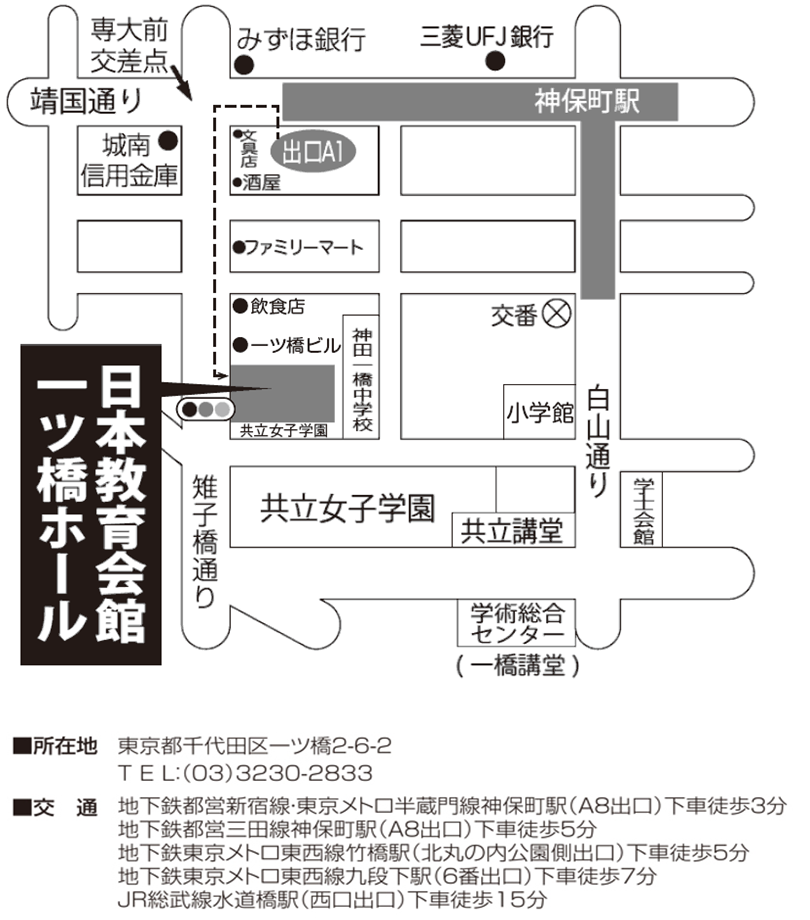 専大前
交差点
みずほ銀行
三菱UFJ銀行
靖国通り
神保町駅
城南
信用金庫
文具店
出口A1
酒屋
ファミリーマート
飲食店
一ツ橋ビル
神田一橋中学校
交番
日本教育会館
一ツ橋ホール
共立女子学園
小学館
白山通り
雉子橋通り
共立女子学園
共立講堂
学士会館
学術総合
センター
(一橋講堂)
■所在地 東京都千代田区一ツ橋2-6-2
TEL:(03)3230-2833
■交　通 地下鉄都営新宿線・東京メトロ半蔵門線神保町駅(A8出口)下車徒歩3分
地下鉄都営三田線神保町駅(A8出口)下車徒歩5分
地下鉄東京メトロ東西線竹橋駅(北丸の内公園側出口)下車徒歩5分
地下鉄東京メトロ東西線九段下駅(6番出口)下車徒歩7分
JR総武線水道橋駅(西口出口)下車徒歩15分